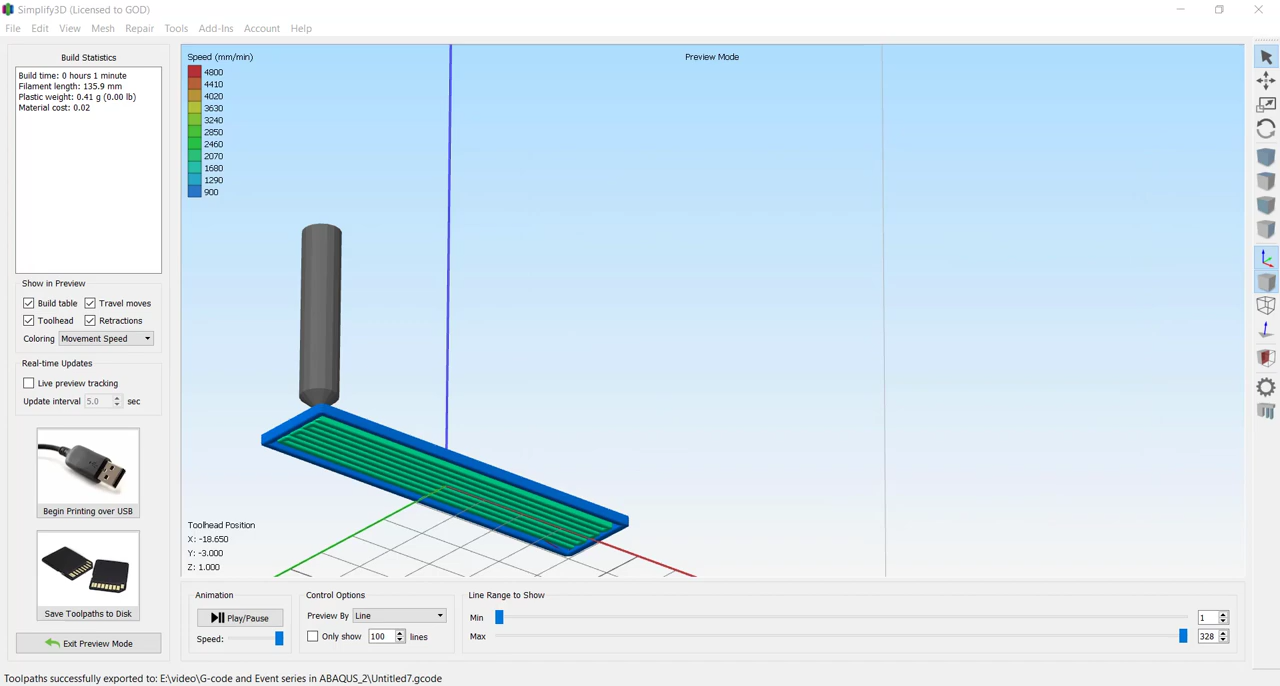 Simplify3D (Licensed to GOD)
File Edit View Mesh Repair Tools Add-Ins Account Help
Build Statistics
Build time: 0 hours 1 minute
Filament length: 135.9 mm
Plastic weight: 0.41 g (0.00 lb)
Material cost: 0.02
Show in Preview
Build table Travel moves
Toolhead Retractions
Coloring Movement Speed
Real-time Updates
Live preview tracking
Update interval 5.0 sec
Begin Printing over USB
Save Toolpaths to Disk
Exit Preview Mode
Speed (mm/min)
4800
4410
4020
3630
3240
2850
2460
2070
1680
1290
900
Preview Mode
Toolhead Position
X: -18.650
Y: -3.000
Z: 1.000
Animation
Play/Pause
Speed:
Control Options
Preview By Line
Only show 100 lines
Line Range to Show
Min 1
Max 328
Toolpaths successfully exported to: E:\video\G-code and Event series in ABAQUS_2\Untitled7.gcode